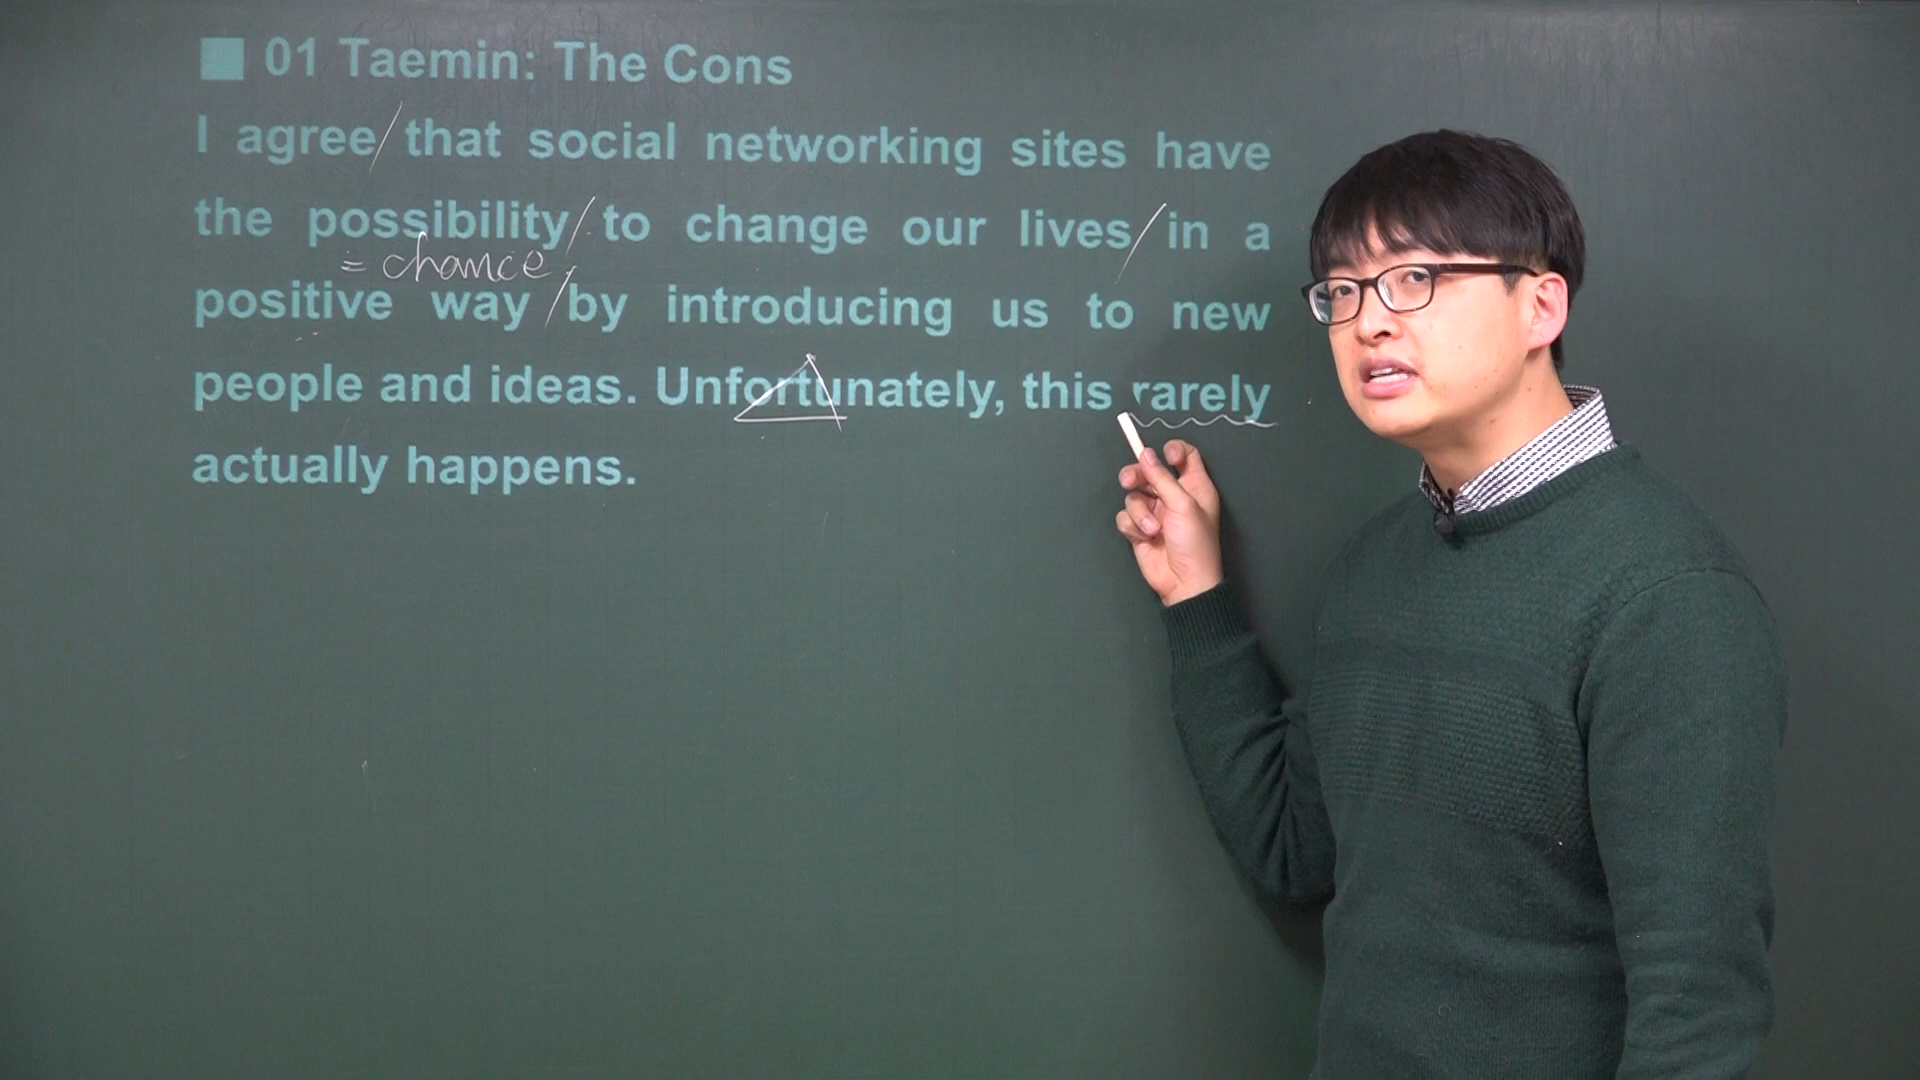 ■ 01 Taemin: The Cons
I agree / that social networking sites have
the possibility / to change our lives / in a
= chance
positive way / by introducing us to new
people and ideas. Unfortunately, this rarely
actually happens.